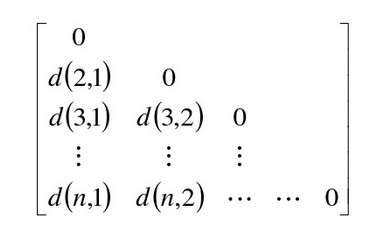 0
d(2,1) 0
d(3,1) d(3,2) 0
⋮ ⋮ ⋮
d(n,1) d(n,2) ⋯ ⋯ 0